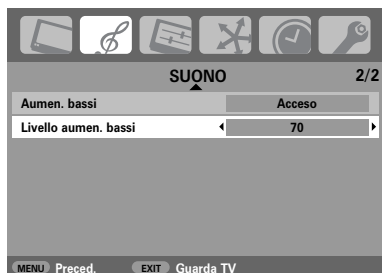 SUONO 2/2
Aumen. bassi Acceso
Livello aumen. bassi 70
MENU Preced. EXIT Guarda TV